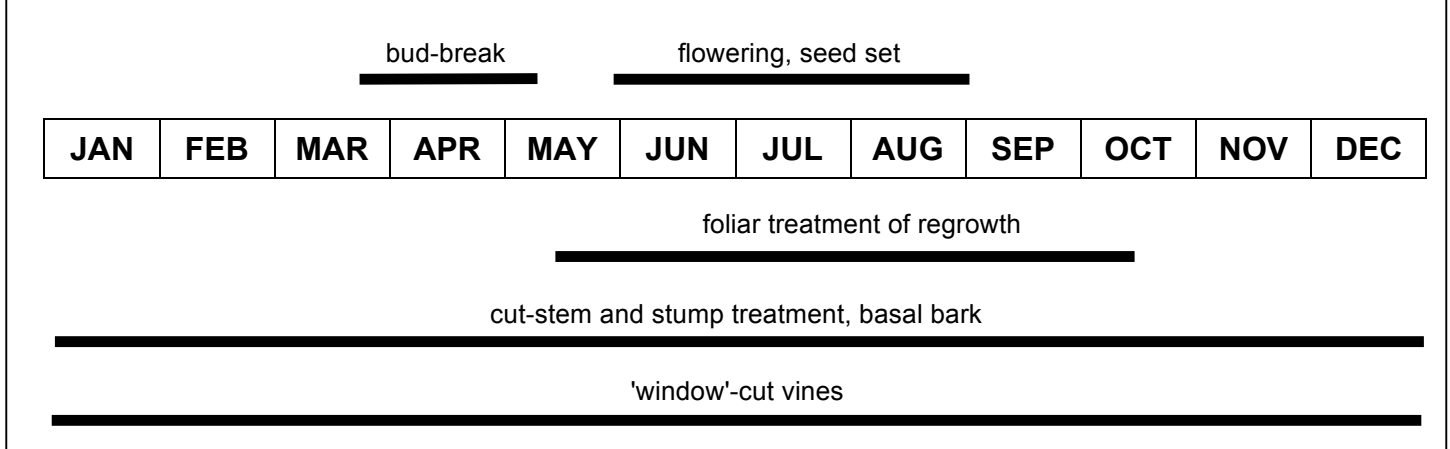 bud-break flowering, seed set
JAN FEB MAR APR MAY JUN JUL AUG SEP OCT NOV DEC
foliar treatment of regrowth
cut-stem and stump treatment, basal bark
'window'-cut vines